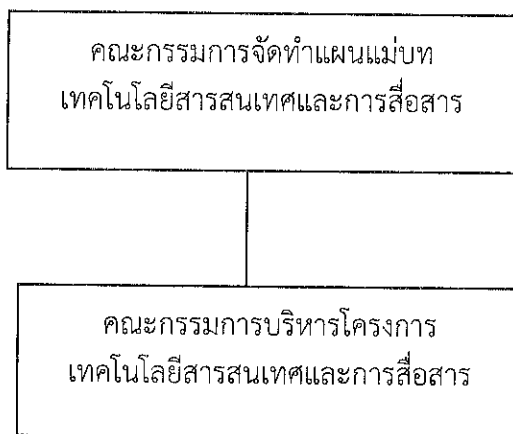 คณะกรรมการจัดทำแผนแม่บท
เทคโนโลยีสารสนเทศและการสื่อสาร
คณะกรรมการบริหารโครงการ
เทคโนโลยีสารสนเทศและการสื่อสาร